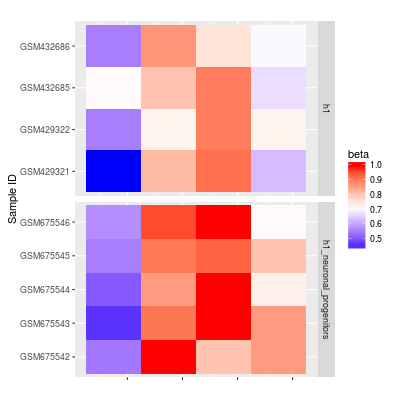 Sample ID
GSM432686
GSM432685
GSM429322
GSM429321
h1
GSM675546
GSM675545
GSM675544
GSM675543
GSM675542
h1_neuronal_progenitors
beta
1.0
0.9
0.8
0.7
0.6
0.5